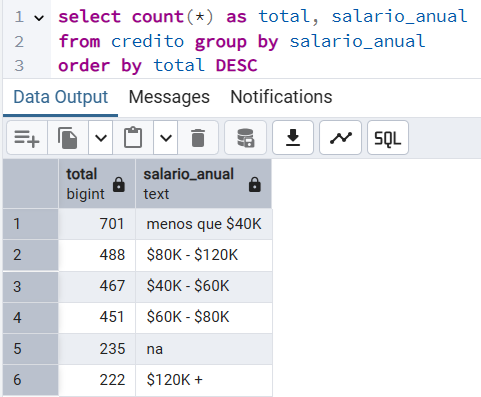 1 select count(*) as total, salario_anual
2 from credito group by salario_anual
3 order by total DESC
Data Output Messages Notifications
SQL
total salario_anual
bigint text
1 701 menos que $40K
2 488 $80K - $120K
3 467 $40K - $60K
4 451 $60K - $80K
5 235 na
6 222 $120K +